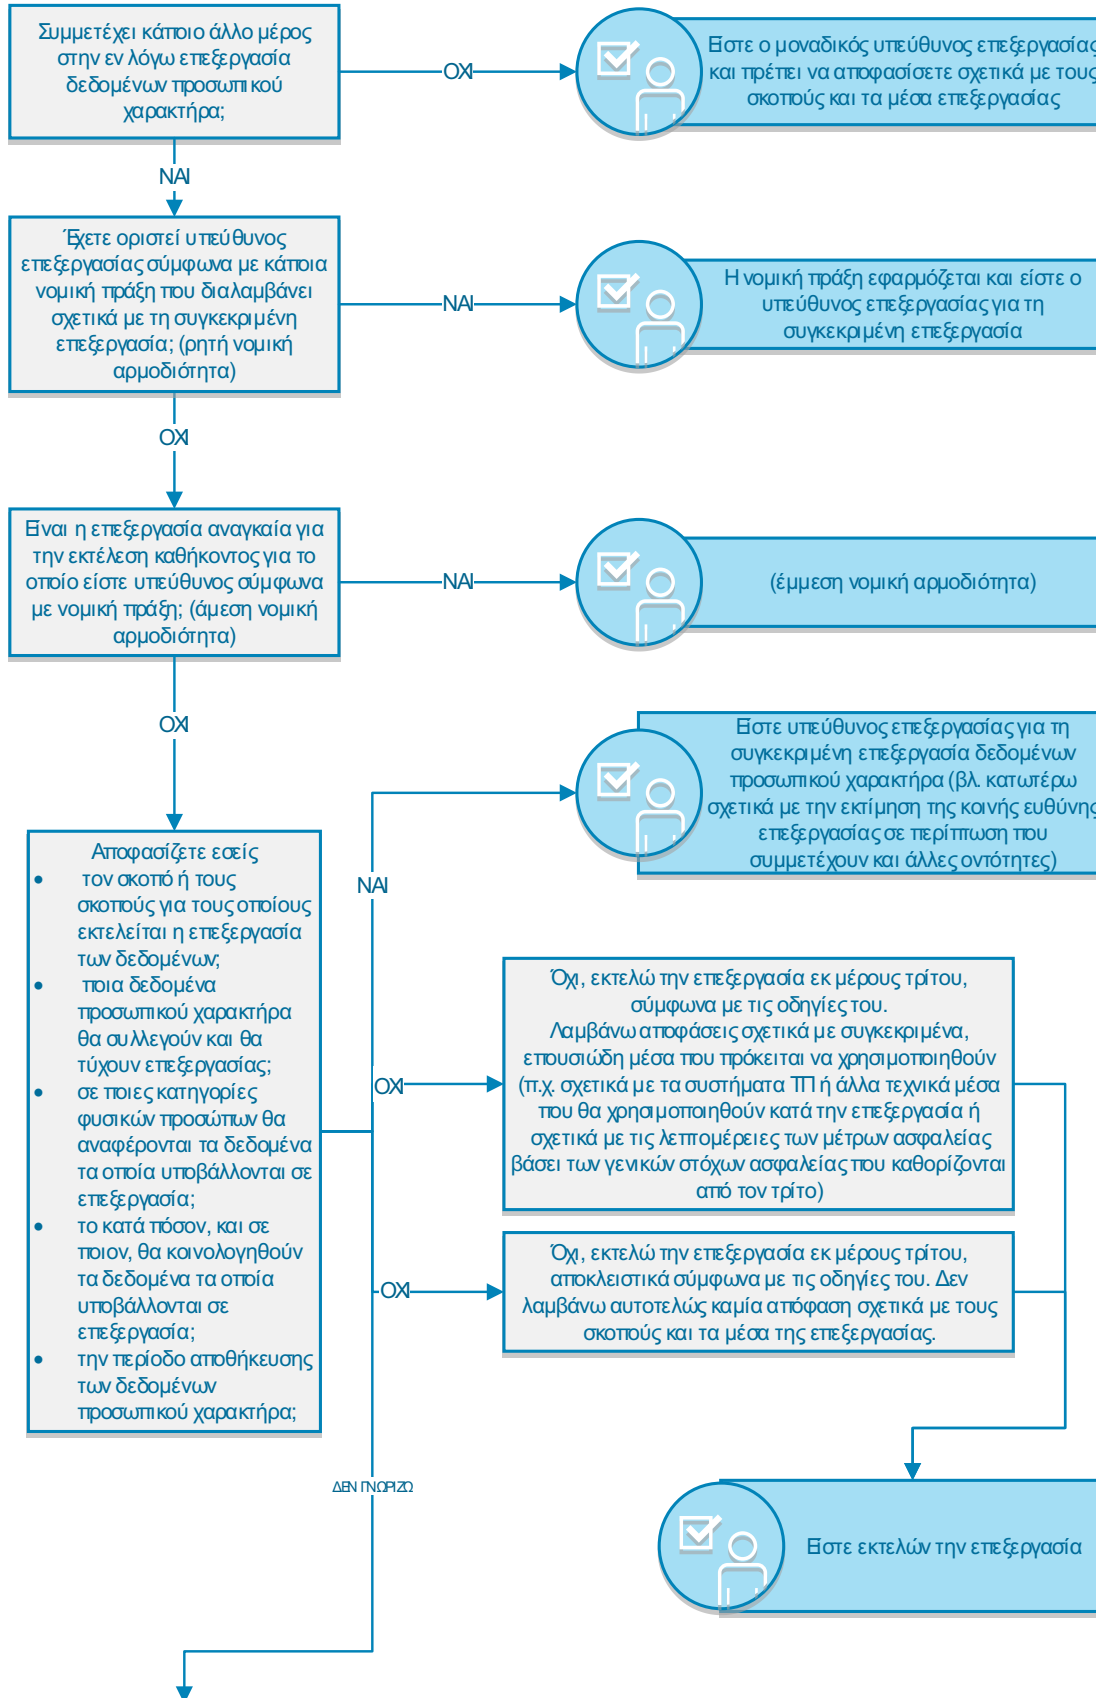 Συμμετέχει κάποιο άλλο μέρος
στην εν λόγω επεξεργασία
δεδομένων προσωπικού
χαρακτήρα;
ΟΧΙ
Είστε ο μοναδικός υπεύθυνος επεξεργασίας
και πρέπει να αποφασίσετε σχετικά με τους
σκοπούς και τα μέσα επεξεργασίας
ΝΑΙ
Έχετε οριστεί υπεύθυνος
επεξεργασίας σύμφωνα με κάποια
νομική πράξη που διαλαμβάνει
σχετικά με τη συγκεκριμένη
επεξεργασία; (ρητή νομική
αρμοδιότητα)
ΝΑΙ
Η νομική πράξη εφαρμόζεται και είστε ο
υπεύθυνος επεξεργασίας για τη
συγκεκριμένη επεξεργασία
ΟΧΙ
Είναι η επεξεργασία αναγκαία για
την εκτέλεση καθήκοντος για το
οποίο είστε υπεύθυνος σύμφωνα
με νομική πράξη; (άμεση νομική
αρμοδιότητα)
ΝΑΙ
(έμμεση νομική αρμοδιότητα)
ΟΧΙ
Αποφασίζετε εσείς
• τον σκοπό ή τους
σκοπούς για τους οποίους
εκτελείται η επεξεργασία
των δεδομένων;
• ποια δεδομένα
προσωπικού χαρακτήρα
θα συλλεγούν και θα
τύχουν επεξεργασίας;
• σε ποιες κατηγορίες
φυσικών προσώπων θα
αναφέρονται τα δεδομένα
τα οποία υποβάλλονται σε
επεξεργασία;
• το κατά πόσον, και σε
ποιον, θα κοινολογηθούν
τα δεδομένα τα οποία
υποβάλλονται σε
επεξεργασία;
• την περίοδο αποθήκευσης
των δεδομένων
προσωπικού χαρακτήρα;
ΝΑΙ
Είστε υπεύθυνος επεξεργασίας για τη
συγκεκριμένη επεξεργασία δεδομένων
προσωπικού χαρακτήρα (βλ. κατωτέρω
σχετικά με την εκτίμηση της κοινής ευθύνης
επεξεργασίας σε περίπτωση που
συμμετέχουν και άλλες οντότητες)
ΟΧΙ
Όχι, εκτελώ την επεξεργασία εκ μέρους τρίτου,
σύμφωνα με τις οδηγίες του.
Λαμβάνω αποφάσεις σχετικά με συγκεκριμένα,
επουσιώδη μέσα που πρόκειται να χρησιμοποιηθούν
(π.χ. σχετικά με τα συστήματα ΤΠ ή άλλα τεχνικά μέσα
που θα χρησιμοποιηθούν κατά την επεξεργασία ή
σχετικά με τις λεπτομέρειες των μέτρων ασφαλείας
βάσει των γενικών στόχων ασφαλείας που καθορίζονται
από τον τρίτο)
ΟΧΙ
Όχι, εκτελώ την επεξεργασία εκ μέρους τρίτου,
αποκλειστικά σύμφωνα με τις οδηγίες του. Δεν
λαμβάνω αυτοτελώς καμία απόφαση σχετικά με τους
σκοπούς και τα μέσα της επεξεργασίας.
ΔΕΝ ΓΝΩΡΙΖΩ
Είστε εκτελών την επεξεργασία